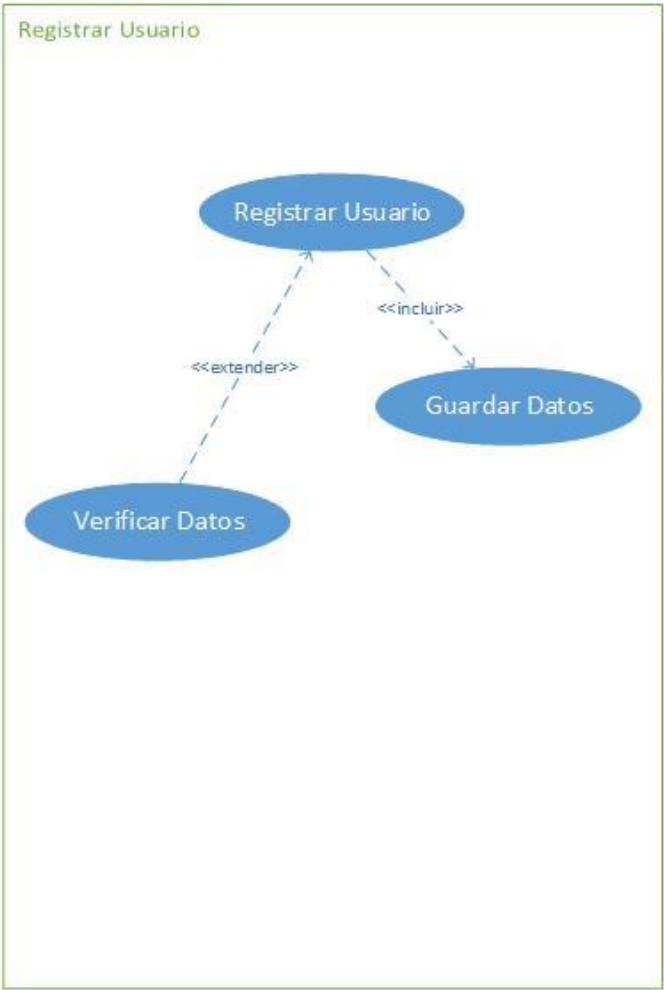 Registrar Usuario
Registrar Usuario
<<incluir>>
<<extender>>
Guardar Datos
Verificar Datos